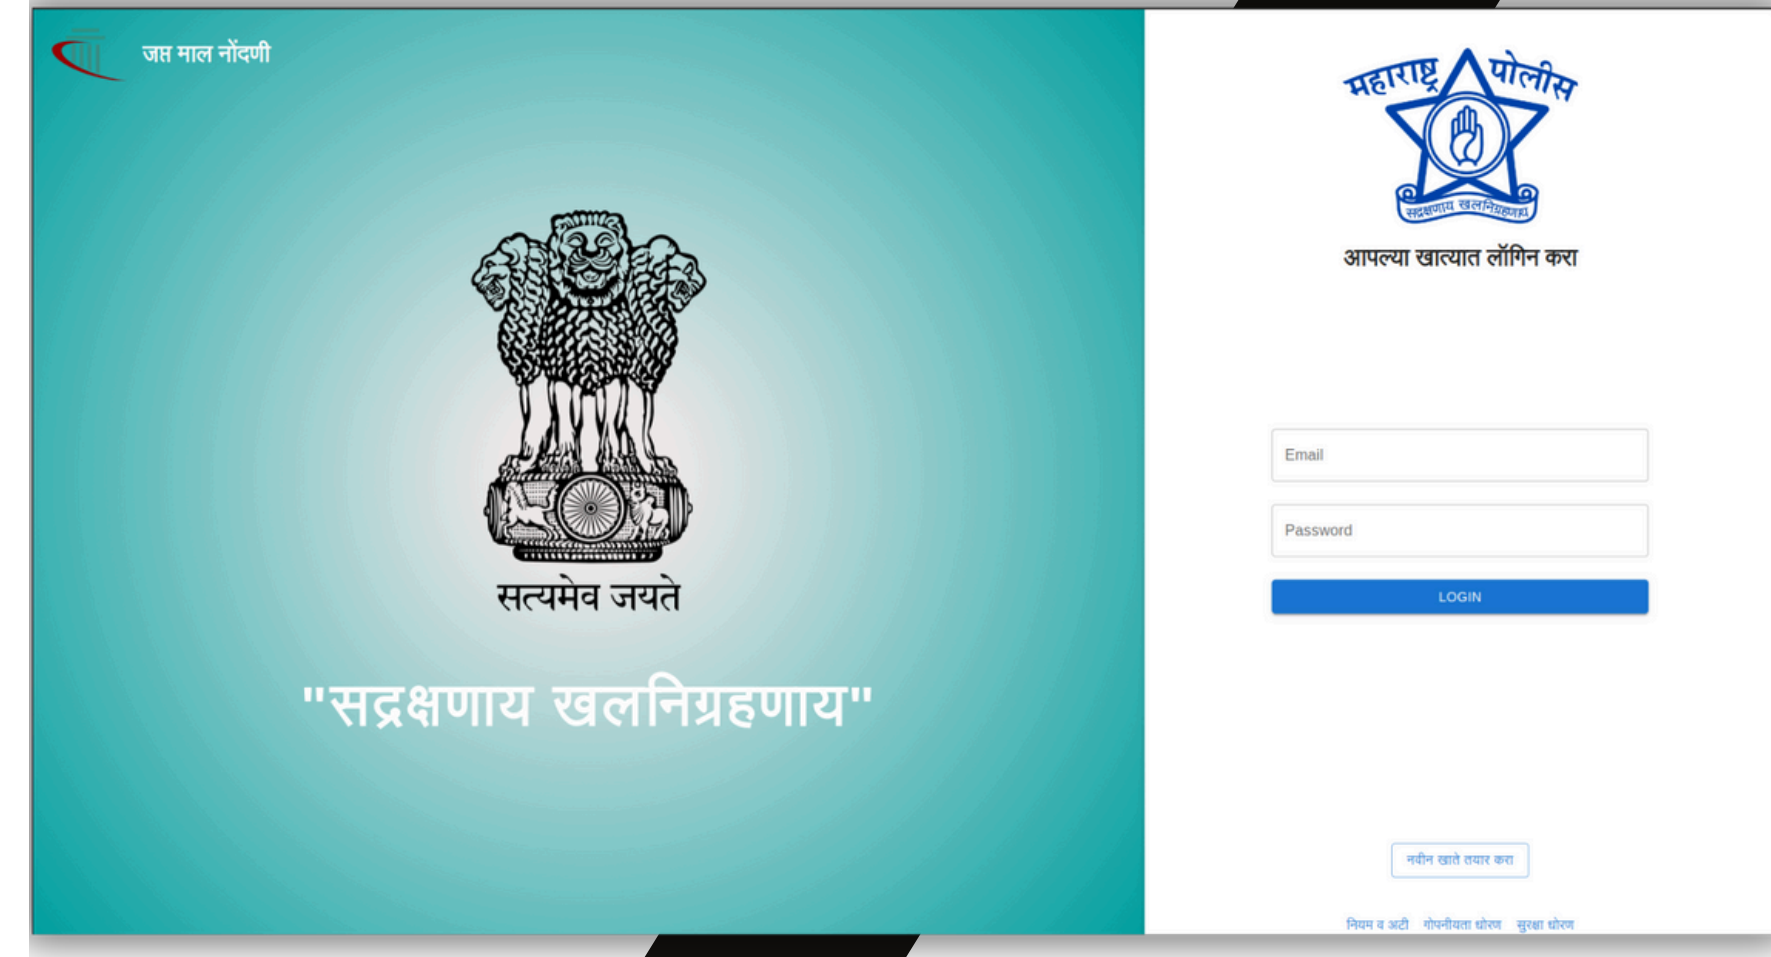 जप्त माल नोंदणी
सत्यमेव जयते
"सद्रक्षणाय खलनिग्रहणाय"
महाराष्ट्र पोलीस
सद्रक्षणाय खलनिग्रहणाय
आपल्या खात्यात लॉगिन करा
Email
Password
LOGIN
नवीन खाते तयार करा
नियम व अटी गोपनीयता धोरण सुरक्षा धोरण